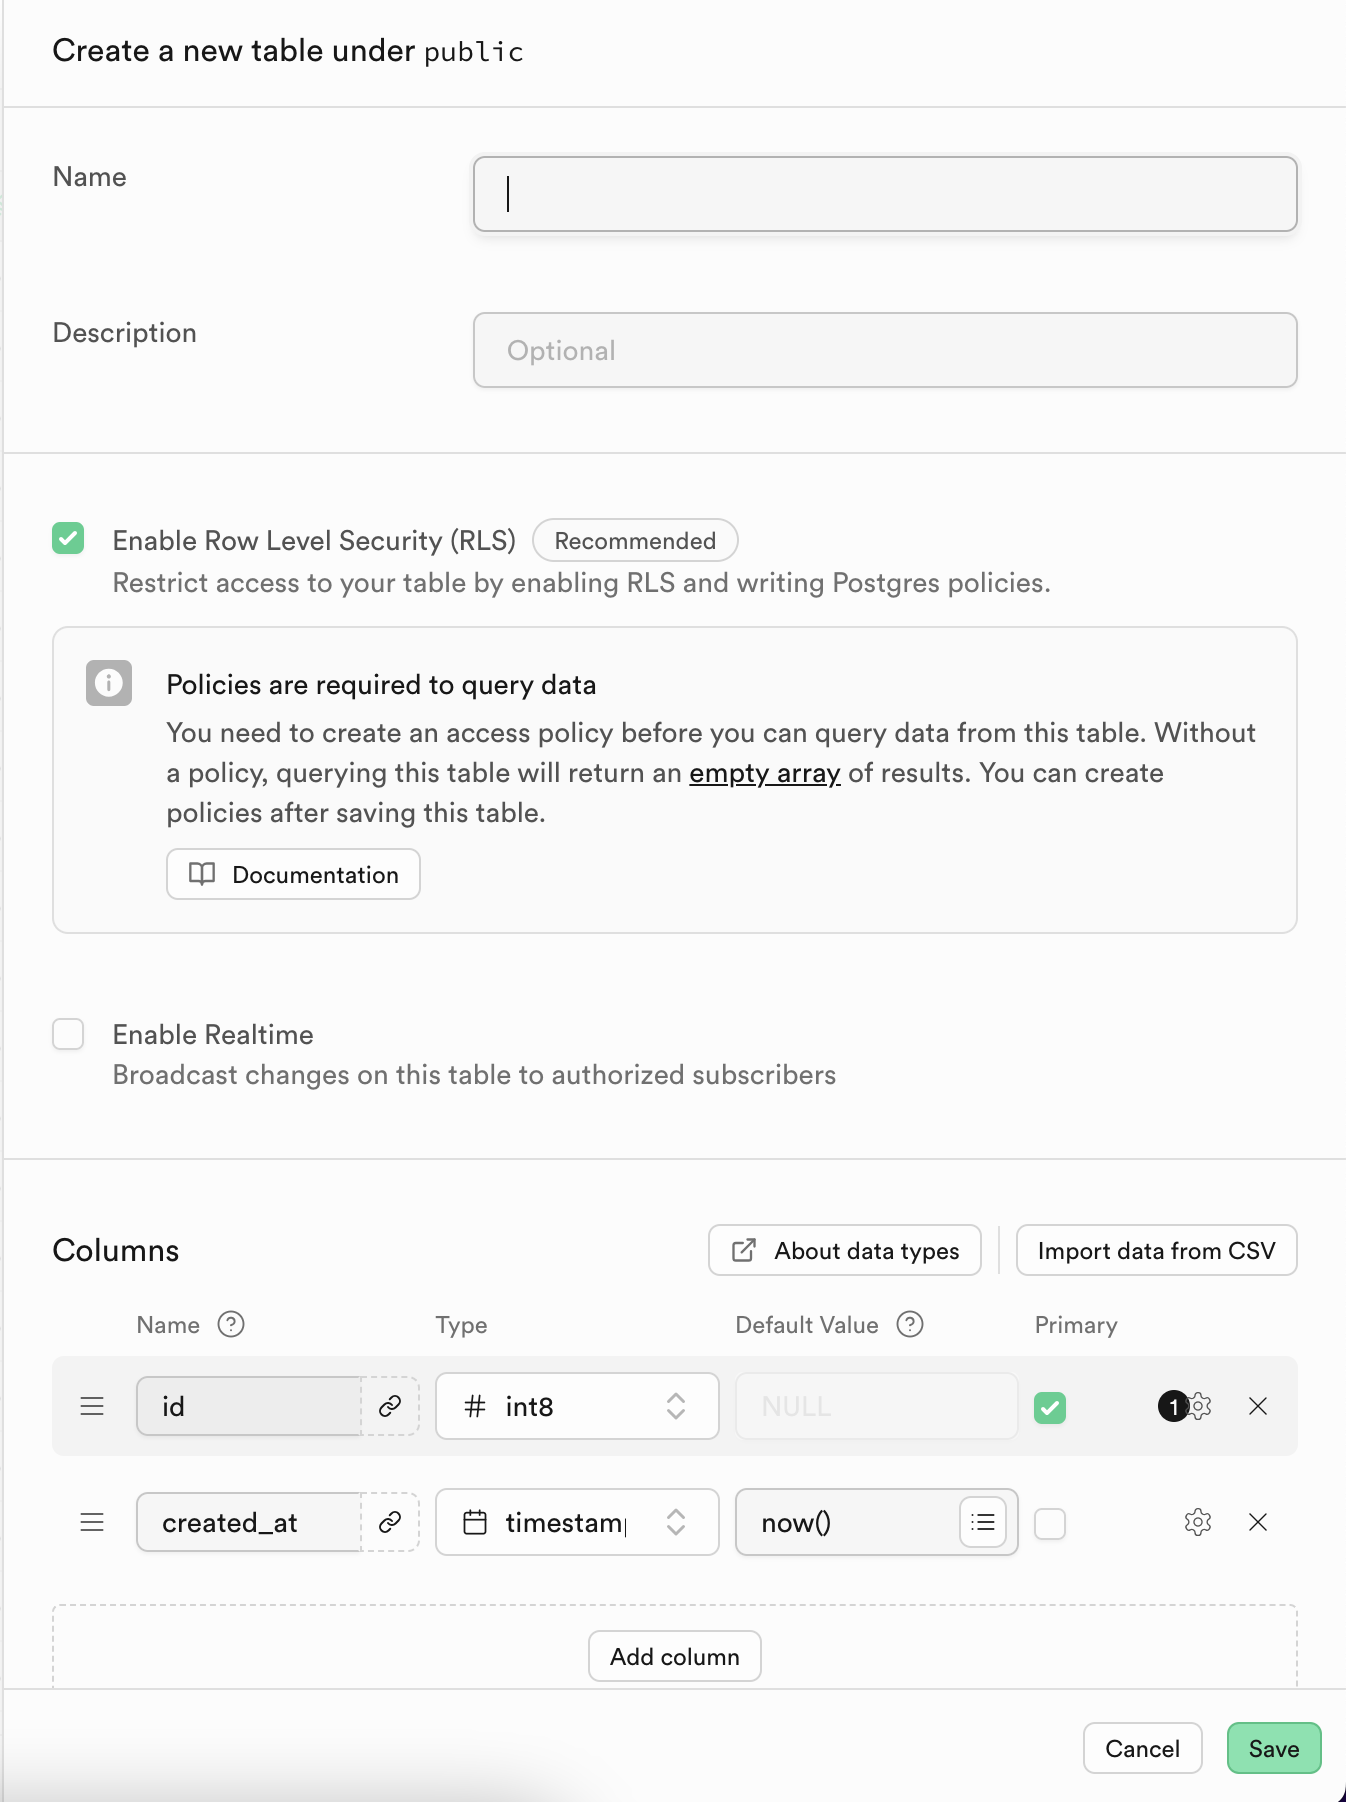 Create a new table under public
Name
Description
Optional
Enable Row Level Security (RLS) Recommended
Restrict access to your table by enabling RLS and writing Postgres policies.
Policies are required to query data
You need to create an access policy before you can query data from this table. Without
a policy, querying this table will return an empty array of results. You can create
policies after saving this table.
Documentation
Enable Realtime
Broadcast changes on this table to authorized subscribers
Columns About data types Import data from CSV
Name Type Default Value Primary
id # int8 NULL 1
created_at timestam now()
Add column
Cancel Save